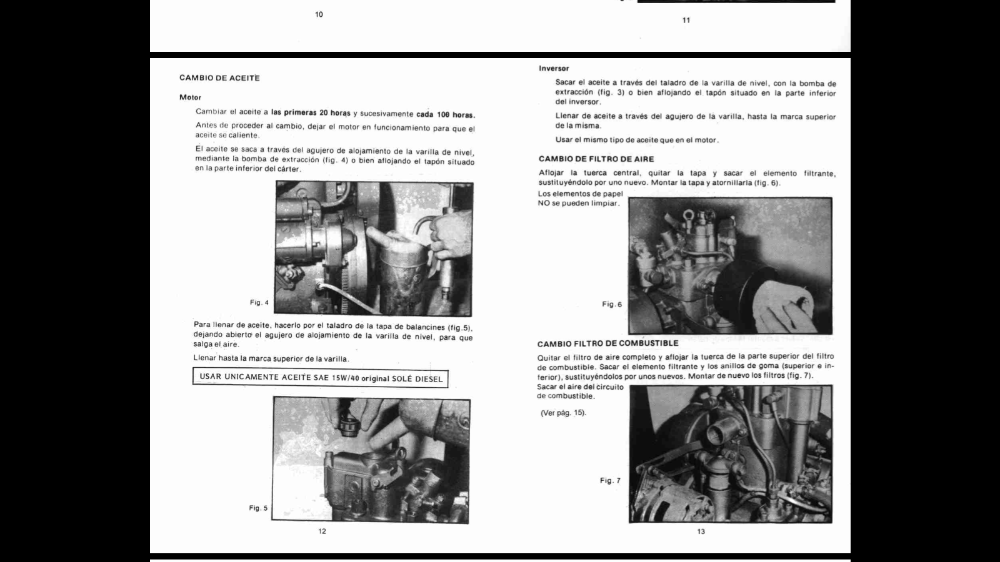 10
11
CAMBIO DE ACEITE
Motor
Cambiar el aceite a las primeras 20 horas y sucesivamente cada 100 horas.
Antes de proceder al cambio, dejar el motor en funcionamiento para que el
aceite se caliente.
El aceite se saca a través del agujero de alojamiento de la varilla de nivel,
mediante la bomba de extracción (fig. 4) o bien aflojando el tapón situado
en la parte inferior del cárter.
Fig. 4
Para llenar de aceite, hacerlo por el taladro de la tapa de balancines (fig.5),
dejando abierto el agujero de alojamiento de la varilla de nivel, para que
salga el aire.
Llenar hasta la marca superior de la varilla.
USAR UNICAMENTE ACEITE SAE 15W/40 original SOLÉ DIESEL
Fig. 5
12
Inversor
Sacar el aceite a través del taladro de la varilla de nivel, con la bomba de
extracción (fig. 3) o bien aflojando el tapón situado en la parte inferior
del inversor.
Llenar de aceite a través del agujero de la varilla, hasta la marca superior
de la misma.
Usar el mismo tipo de aceite que en el motor.
CAMBIO DE FILTRO DE AIRE
Aflojar la tuerca central, quitar la tapa y sacar el elemento filtrante,
sustituyéndolo por uno nuevo. Montar la tapa y atornillarla (fig. 6).
Los elementos de papel
NO se pueden limpiar.
Fig. 6
CAMBIO FILTRO DE COMBUSTIBLE
Quitar el filtro de aire completo y aflojar la tuerca de la parte superior del filtro
de combustible. Sacar el elemento filtrante y los anillos de goma (superior e in-
ferior), sustituyéndolos por unos nuevos. Montar de nuevo los filtros (fig. 7).
Sacar el aire del circuito
de combustible.
(Ver pág. 15).
Fig. 7
13